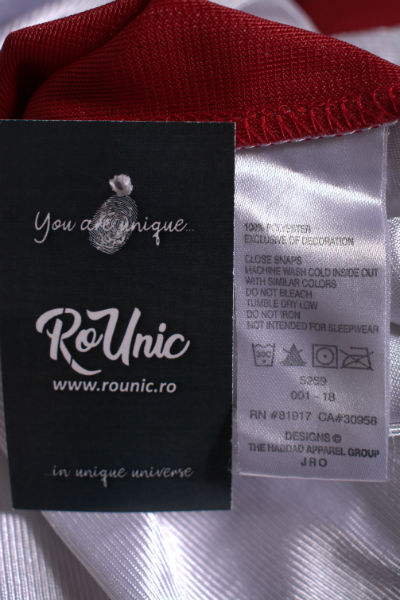 You are unique...
RoUnic
www.rounic.ro
...in unique universe
100% POLYESTER
EXCLUSIVE OF DECORATION
CLOSE SNAPS
MACHINE WASH COLD INSIDE OUT
WITH SIMILAR COLORS
DO NOT BLEACH
TUMBLE DRY LOW
DO NOT IRON
NOT INTENDED FOR SLEEPWEAR
30C
5259
001 - 18
RN #81917 CA#30958
DESIGNS ©
THE HADDAD APPAREL GROUP
JRO